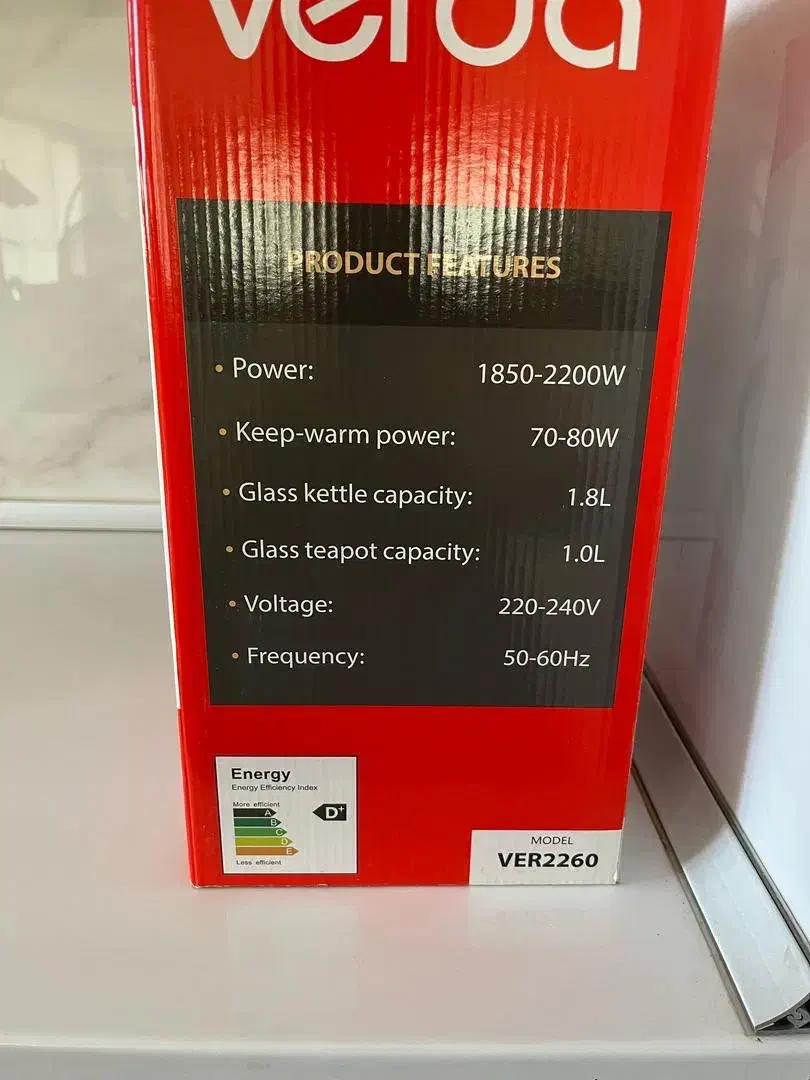 verda
PRODUCT FEATURES
• Power: 1850-2200W
• Keep-warm power: 70-80W
• Glass kettle capacity: 1.8L
• Glass teapot capacity: 1.0L
• Voltage: 220-240V
• Frequency: 50-60Hz
Energy
Energy Efficiency Index
More efficient
A
D+
B
C
D
E
Less efficient
MODEL
VER2260